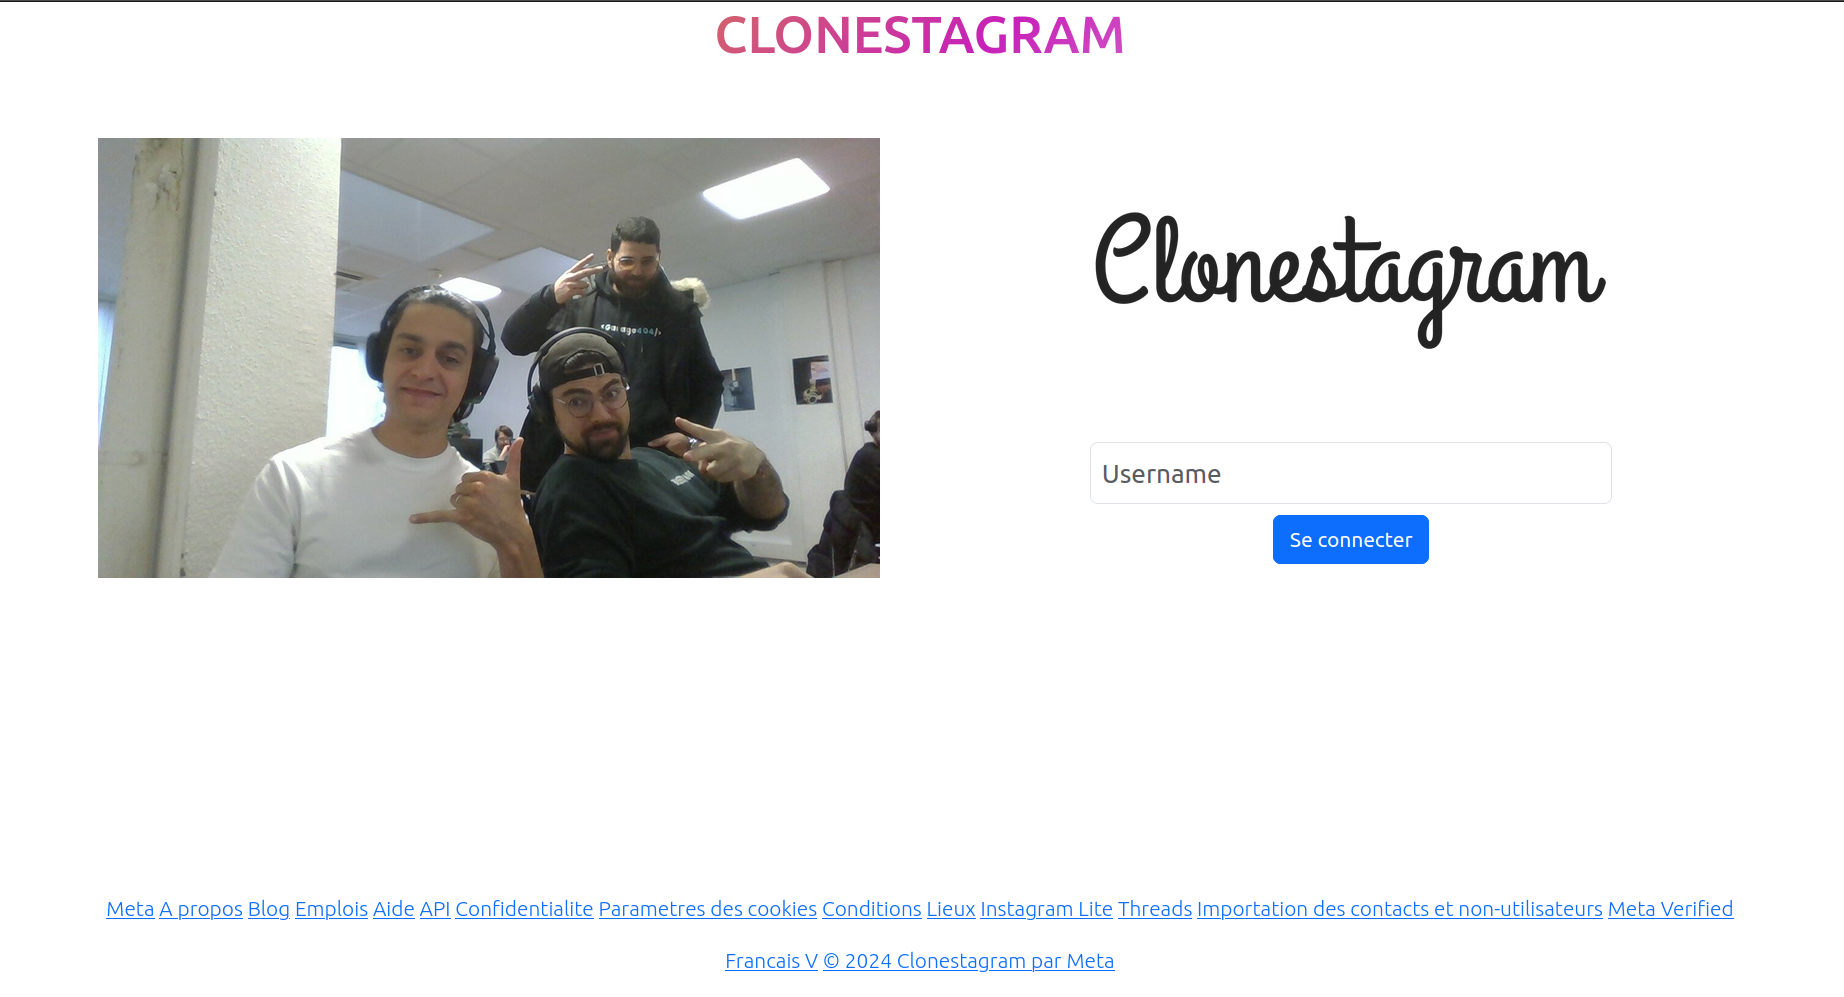 CLONESTAGRAM
<Garage404/>
Clonestagram
Username
Se connecter
Meta A propos Blog Emplois Aide API Confidentialite Parametres des cookies Conditions Lieux Instagram Lite Threads Importation des contacts et non-utilisateurs Meta Verified
Francais V © 2024 Clonestagram par Meta